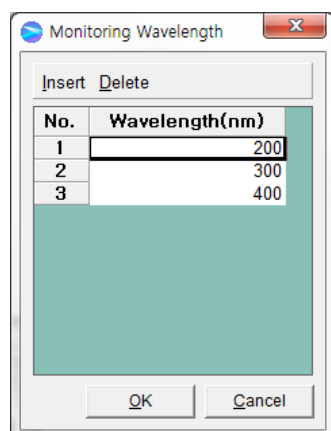 Monitoring Wavelength
Insert Delete
No. Wavelength(nm)
1 200
2 300
3 400
OK Cancel